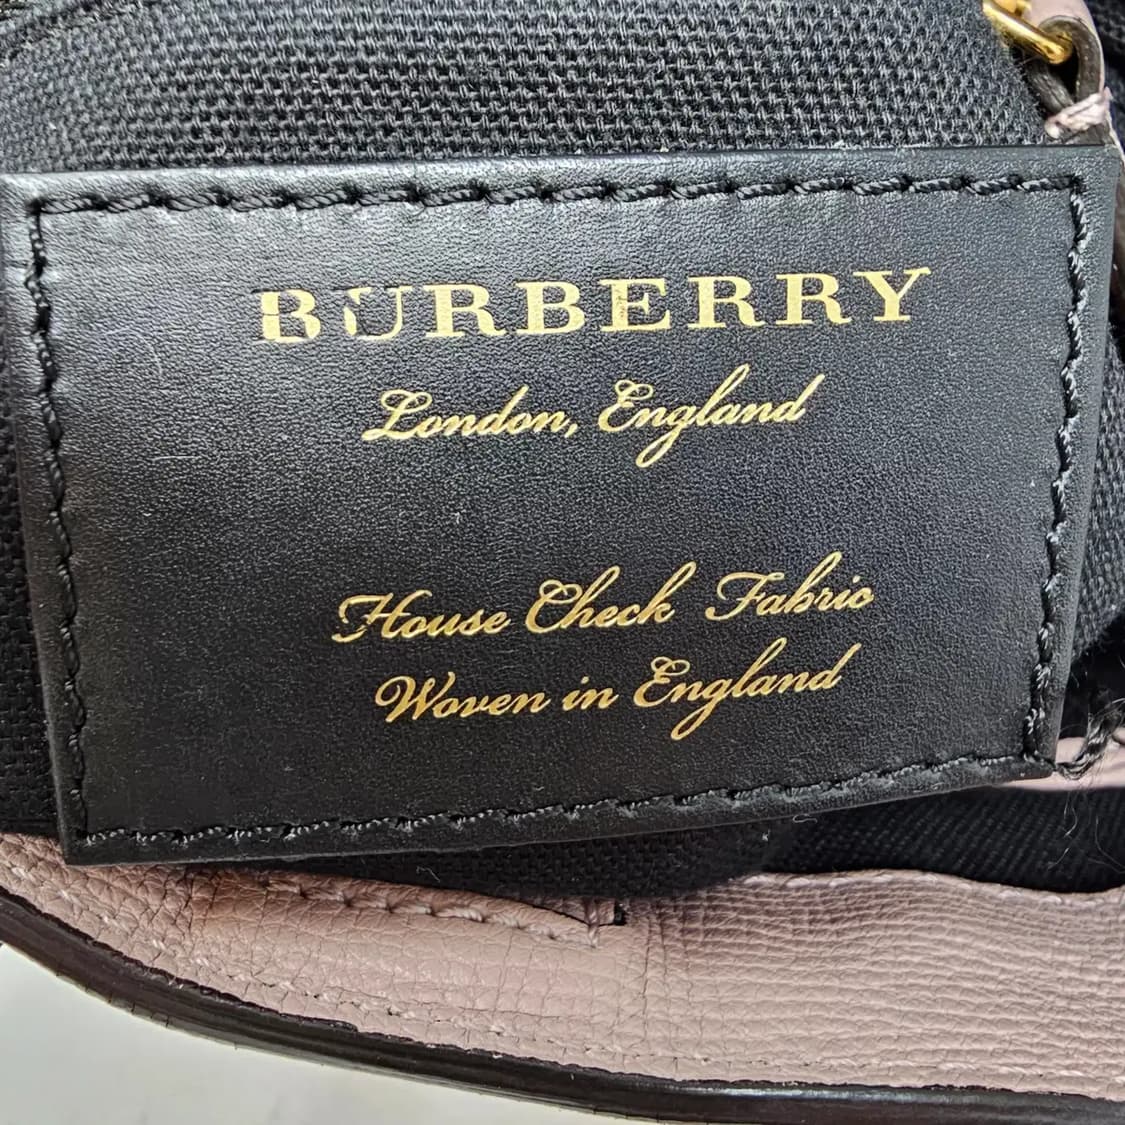 BURBERRY
London, England
House Check Fabric
Woven in England